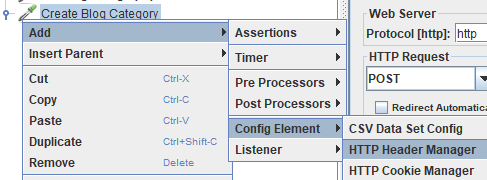 Create Blog Category
Add
Insert Parent
Cut Ctrl-X
Copy Ctrl-C
Paste Ctrl-V
Duplicate Ctrl+Shift-C
Remove Delete
Assertions
Timer
Pre Processors
Post Processors
Config Element
Listener
CSV Data Set Config
HTTP Header Manager
HTTP Cookie Manager
Web Server
Protocol [http]: http
HTTP Request
POST
Redirect Automatica